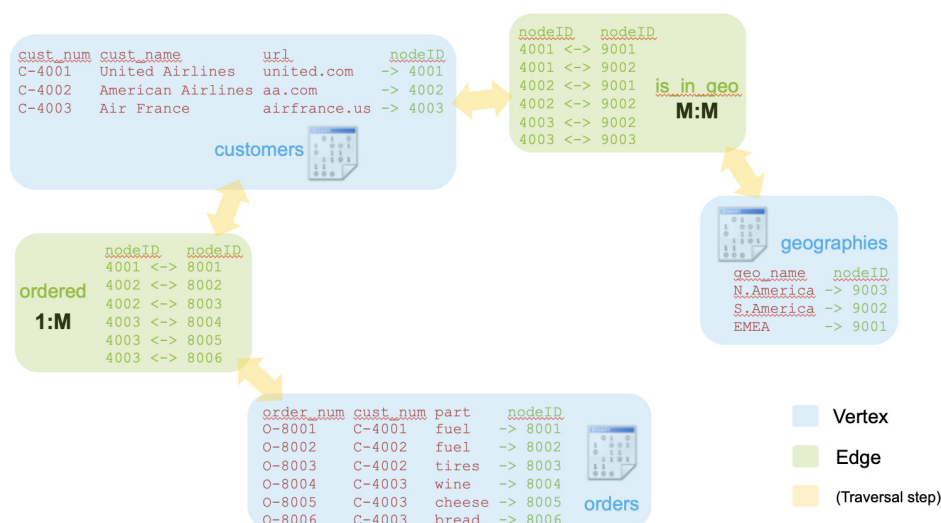 cust_num cust_name url nodeID
C-4001 United Airlines united.com -> 4001
C-4002 American Airlines aa.com -> 4002
C-4003 Air France airfrance.us -> 4003
customers
nodeID nodeID
4001 <-> 9001
4001 <-> 9002
4002 <-> 9001
4002 <-> 9002
4003 <-> 9002
4003 <-> 9003
is_in_geo
M:M
geographies
geo_name nodeID
N.America -> 9003
S.America -> 9002
EMEA -> 9001
ordered
1:M
nodeID nodeID
4001 <-> 8001
4002 <-> 8002
4002 <-> 8003
4003 <-> 8004
4003 <-> 8005
4003 <-> 8006
order_num cust_num part nodeID
O-8001 C-4001 fuel -> 8001
O-8002 C-4002 fuel -> 8002
O-8003 C-4002 tires -> 8003
O-8004 C-4003 wine -> 8004
O-8005 C-4003 cheese -> 8005
O-8006 C-4003 bread -> 8006
orders
Vertex
Edge
(Traversal step)